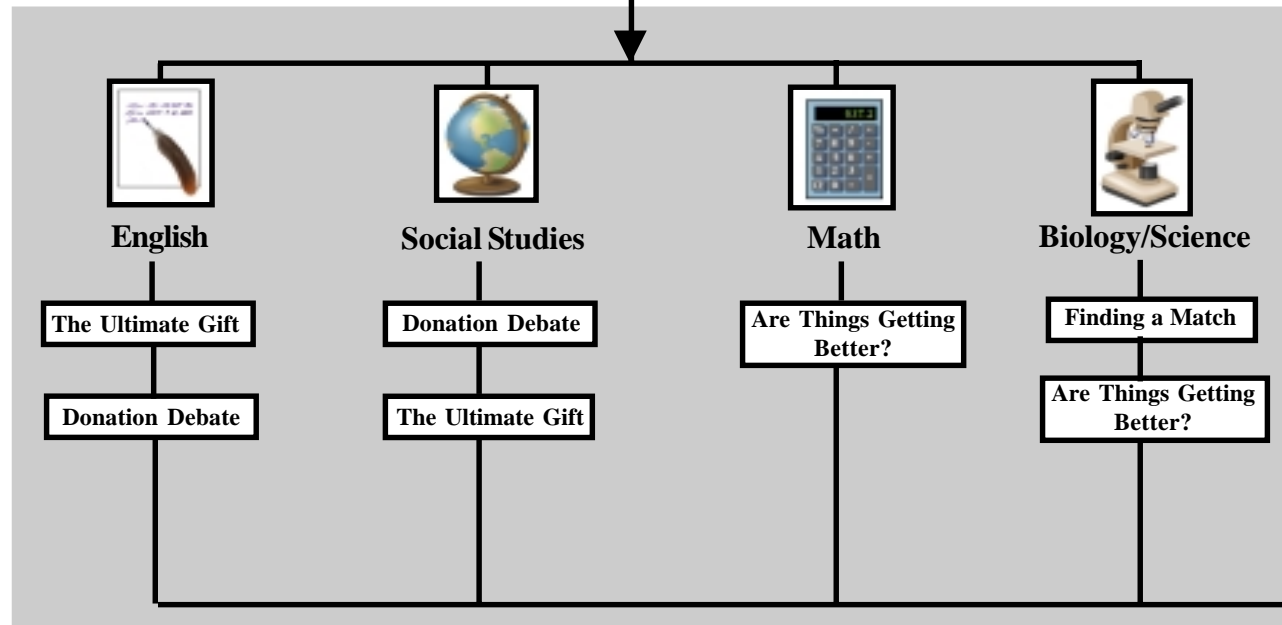 English
The Ultimate Gift
Donation Debate
Social Studies
Donation Debate
The Ultimate Gift
Math
Are Things Getting
Better?
Biology/Science
Finding a Match
Are Things Getting
Better?